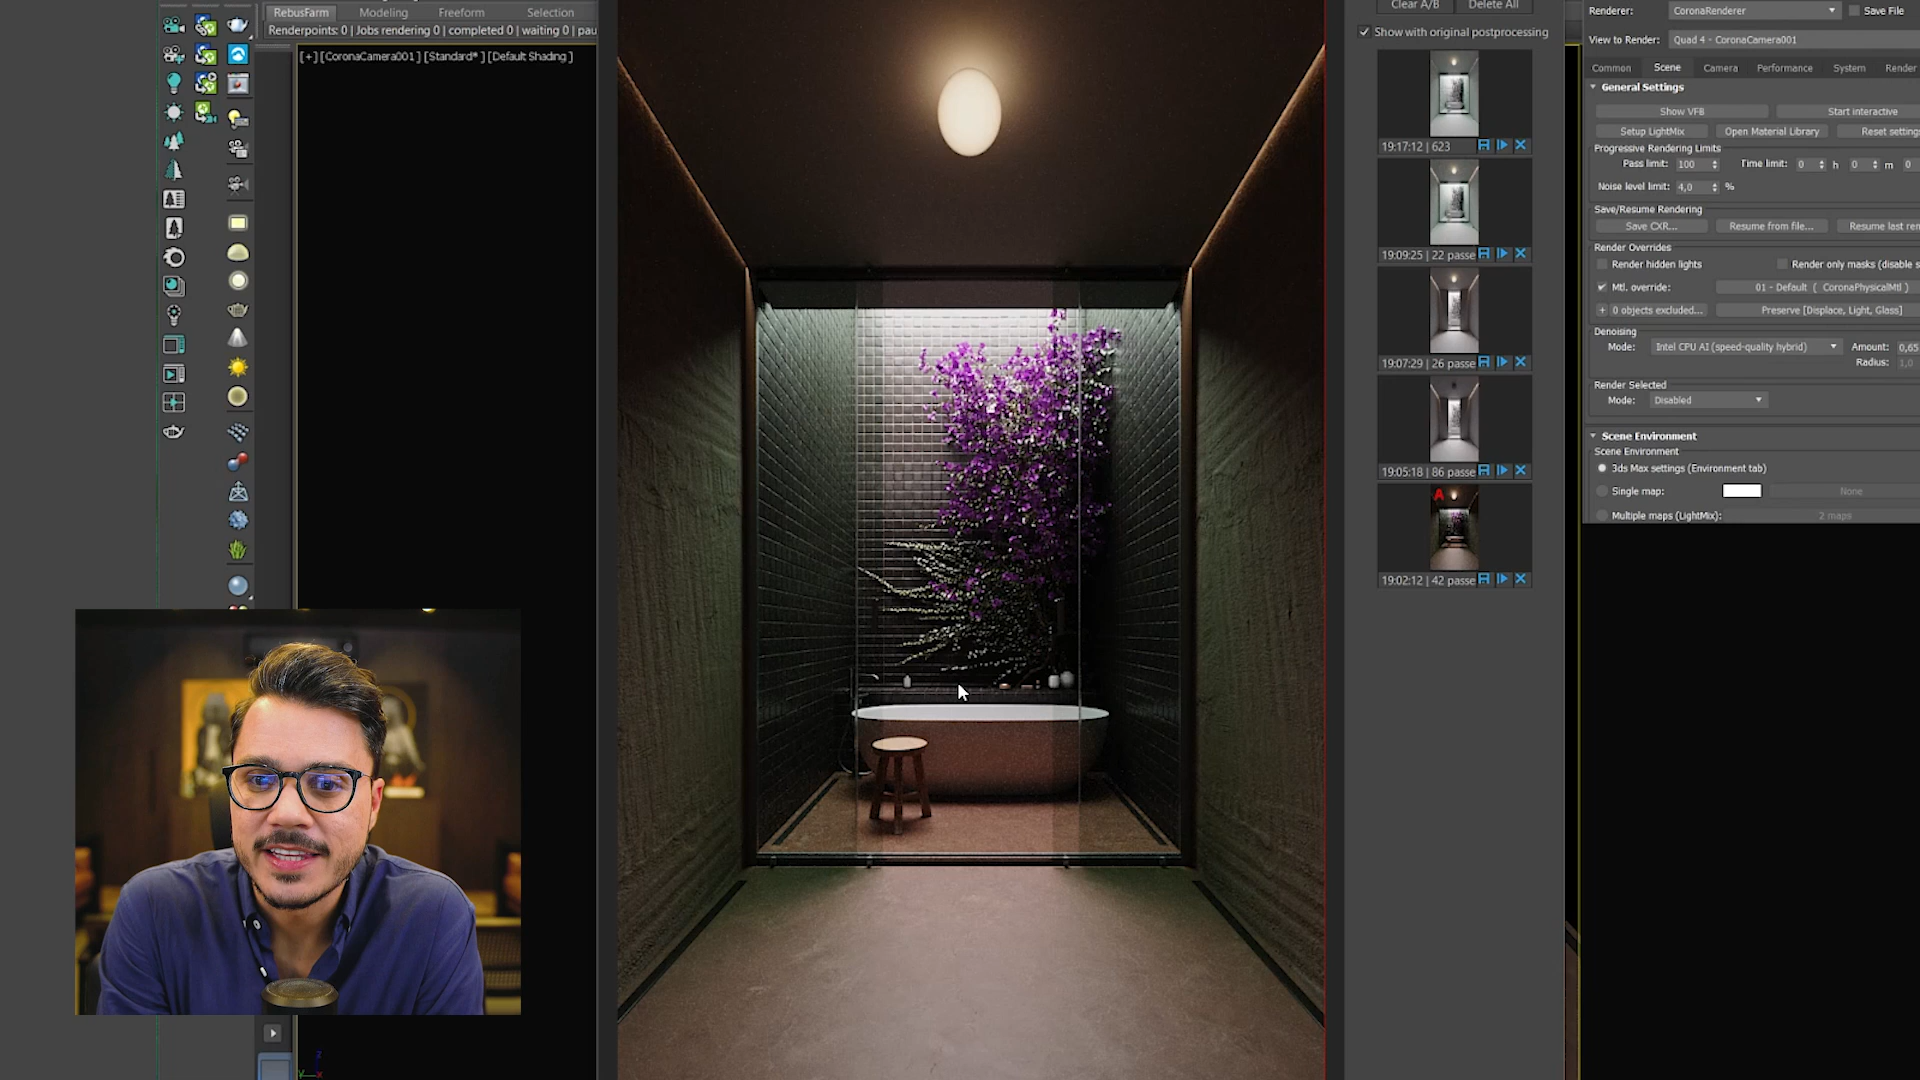 RebusFarm Modeling Freeform Selection
Renderpoints: 0 | Jobs rendering 0 | completed 0 | waiting 0 | pau
[+] [CoronaCamera001] [Standard* ] [Default Shading ]
Clear A/B Delete All
Show with original postprocessing
19:17:12 | 623
19:09:25 | 22 passe
19:07:29 | 26 passe
19:05:18 | 86 passe
A
19:02:12 | 42 passe
Renderer: CoronaRenderer Save File
View to Render: Quad 4 - CoronaCamera001
Common Scene Camera Performance System Render
General Settings
Show VFB Start interactive
Setup LightMix Open Material Library Reset settings
Progressive Rendering Limits
Pass limit: 100 Time limit: 0 h 0 m 0
Noise level limit: 4,0 %
Save/Resume Rendering
Save CXR... Resume from file... Resume last ren
Render Overrides
Render hidden lights Render only masks (disable s
Mtl. override: 01 - Default ( CoronaPhysicalMtl )
+ 0 objects excluded... Preserve [Displace, Light, Glass]
Denoising
Mode: Intel CPU AI (speed-quality hybrid) Amount: 0,65
Radius: 1,0
Render Selected
Mode: Disabled
Scene Environment
Scene Environment
3ds Max settings (Environment tab)
Single map: None
Multiple maps (LightMix): 2 maps
z
y x